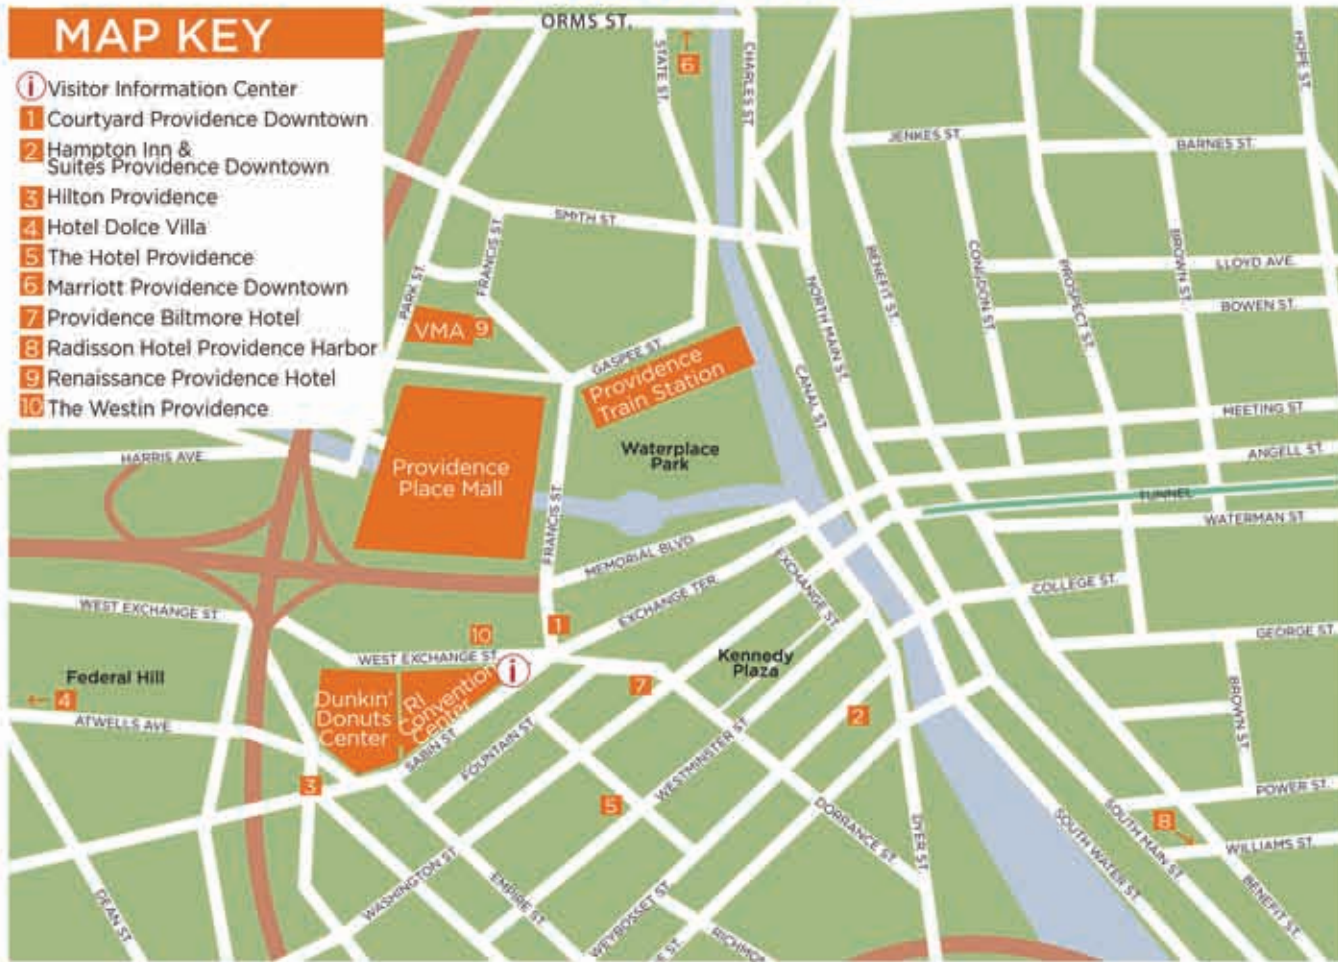 MAP KEY
i Visitor Information Center
1 Courtyard Providence Downtown
2 Hampton Inn &
Suites Providence Downtown
3 Hilton Providence
4 Hotel Dolce Villa
5 The Hotel Providence
6 Marriott Providence Downtown
7 Providence Biltmore Hotel
8 Radisson Hotel Providence Harbor
9 Renaissance Providence Hotel
10 The Westin Providence
ORMS ST.
STATE ST.
6
CHARLES ST
HOPE ST.
JENKES ST
BARNES ST.
SMITH ST
FRANCIS ST.
PARK ST.
BENEFIT ST.
CONGDON ST.
PROSPECT ST.
BROWN ST.
LLOYD AVE.
BOWEN ST.
NORTH MAIN ST.
CANAL ST.
VMA 9
GASPEE ST.
Providence
Train Station
Waterplace
Park
MEETING ST
ANGELL ST.
TUNNEL
WATERMAN ST
HARRIS AVE.
Providence
Place Mall
FRANCIS ST.
MEMORIAL BLVD
EXCHANGE TER.
EXCHANGE ST.
COLLEGE ST.
GEORGE ST.
WEST EXCHANGE ST.
1
10
WEST EXCHANGE ST.
i
Federal Hill
4
ATWELLS AVE
Dunkin'
Donuts
Center
RI
Convention
Center
SABIN ST.
FOUNTAIN ST.
7
Kennedy
Plaza
2
BROWN ST.
3
5
WESTMINSTER ST
DORRANCE ST.
DYER ST.
SOUTH WATER ST.
SOUTH MAIN ST.
8
POWER ST.
WILLIAMS ST.
BENEFIT ST.
DEAN ST.
WASHINGTON ST.
EMPIRE ST.
WEYBOSSET ST.
RICHMO
E ST.